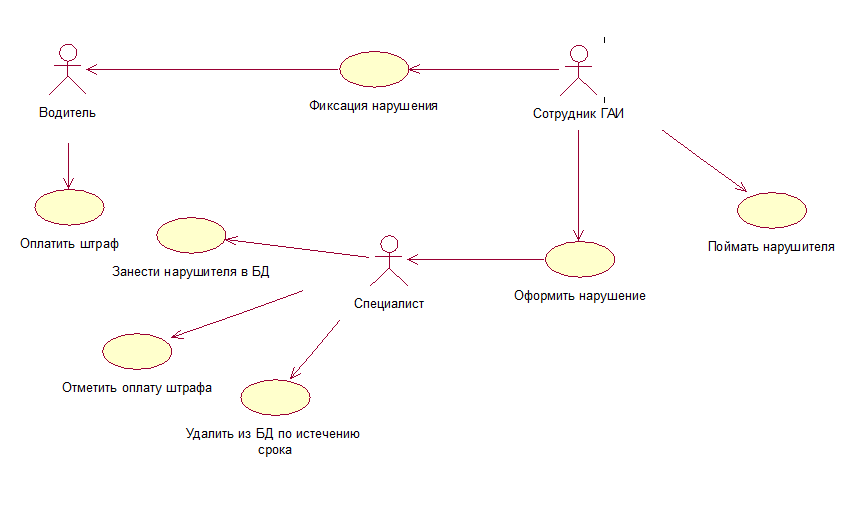 Водитель
Фиксация нарушения
Сотрудник ГАИ
Оплатить штраф
Занести нарушителя в БД
Специалист
Оформить нарушение
Поймать нарушителя
Отметить оплату штрафа
Удалить из БД по истечению
срока